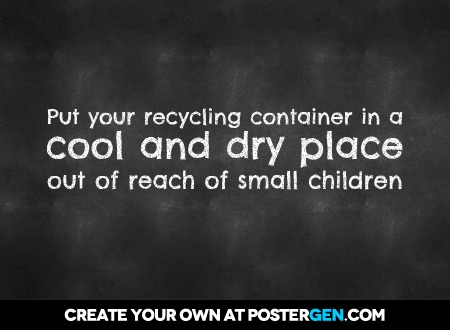 Put your recycling container in a
cool and dry place
out of reach of small children
CREATE YOUR OWN AT POSTERGEN.COM